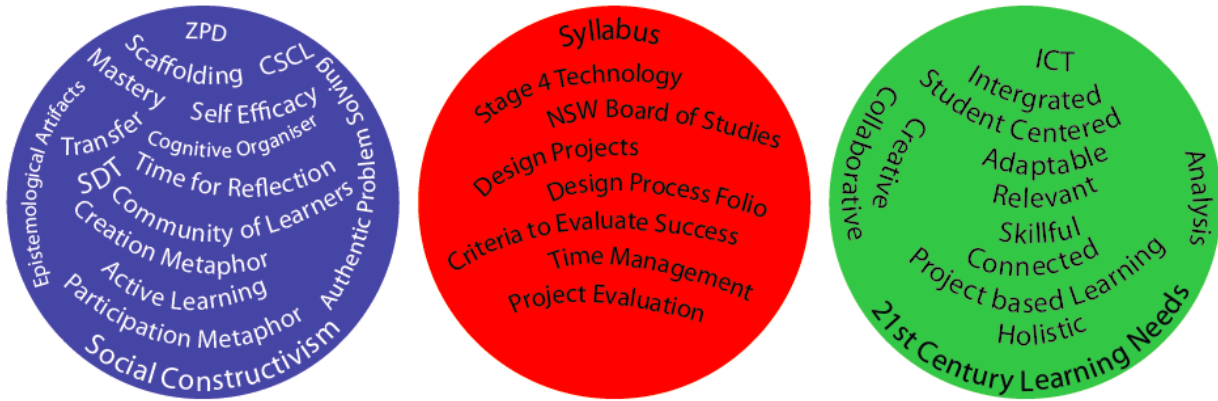 ZPD
Scaffolding
CSCL
Mastery
Self Efficacy
Epistemological Artifacts
Transfer
Cognitive Organiser
Authentic Problem Solving
SDT
Time for Reflection
Community of Learners
Creation Metaphor
Active Learning
Participation Metaphor
Social Constructivism
Syllabus
Stage 4 Technology
NSW Board of Studies
Design Projects
Design Process Folio
Criteria to Evaluate Success
Time Management
Project Evaluation
ICT
Intergrated
Student Centered
Collaborative
Creative
Adaptable
Relevant
Analysis
Skillful
Connected
Project based Learning
Holistic
21st Century Learning Needs